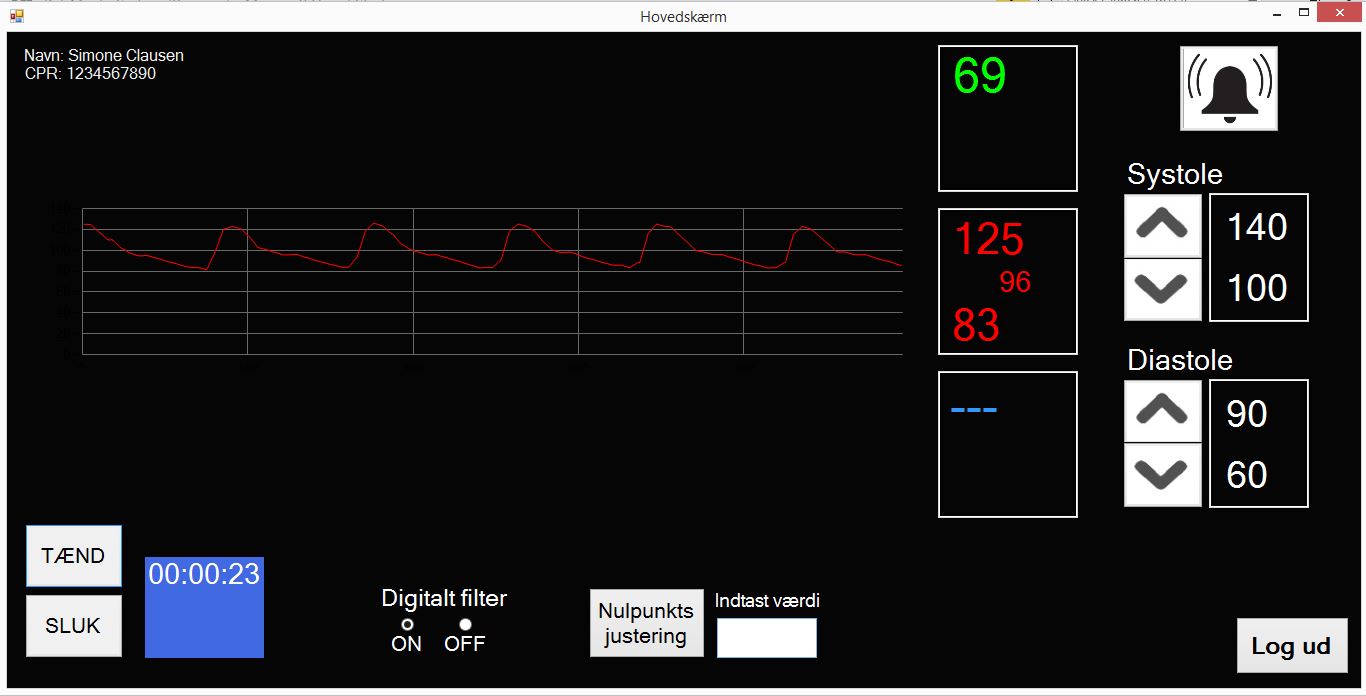 Hovedskærm
Navn: Simone Clausen
CPR: 1234567890
69
125
96
83
---
Systole
140
100
Diastole
90
60
TÆND
SLUK
00:00:23
Digitalt filter
ON OFF
Nulpunkts
justering
Indtast værdi
Log ud